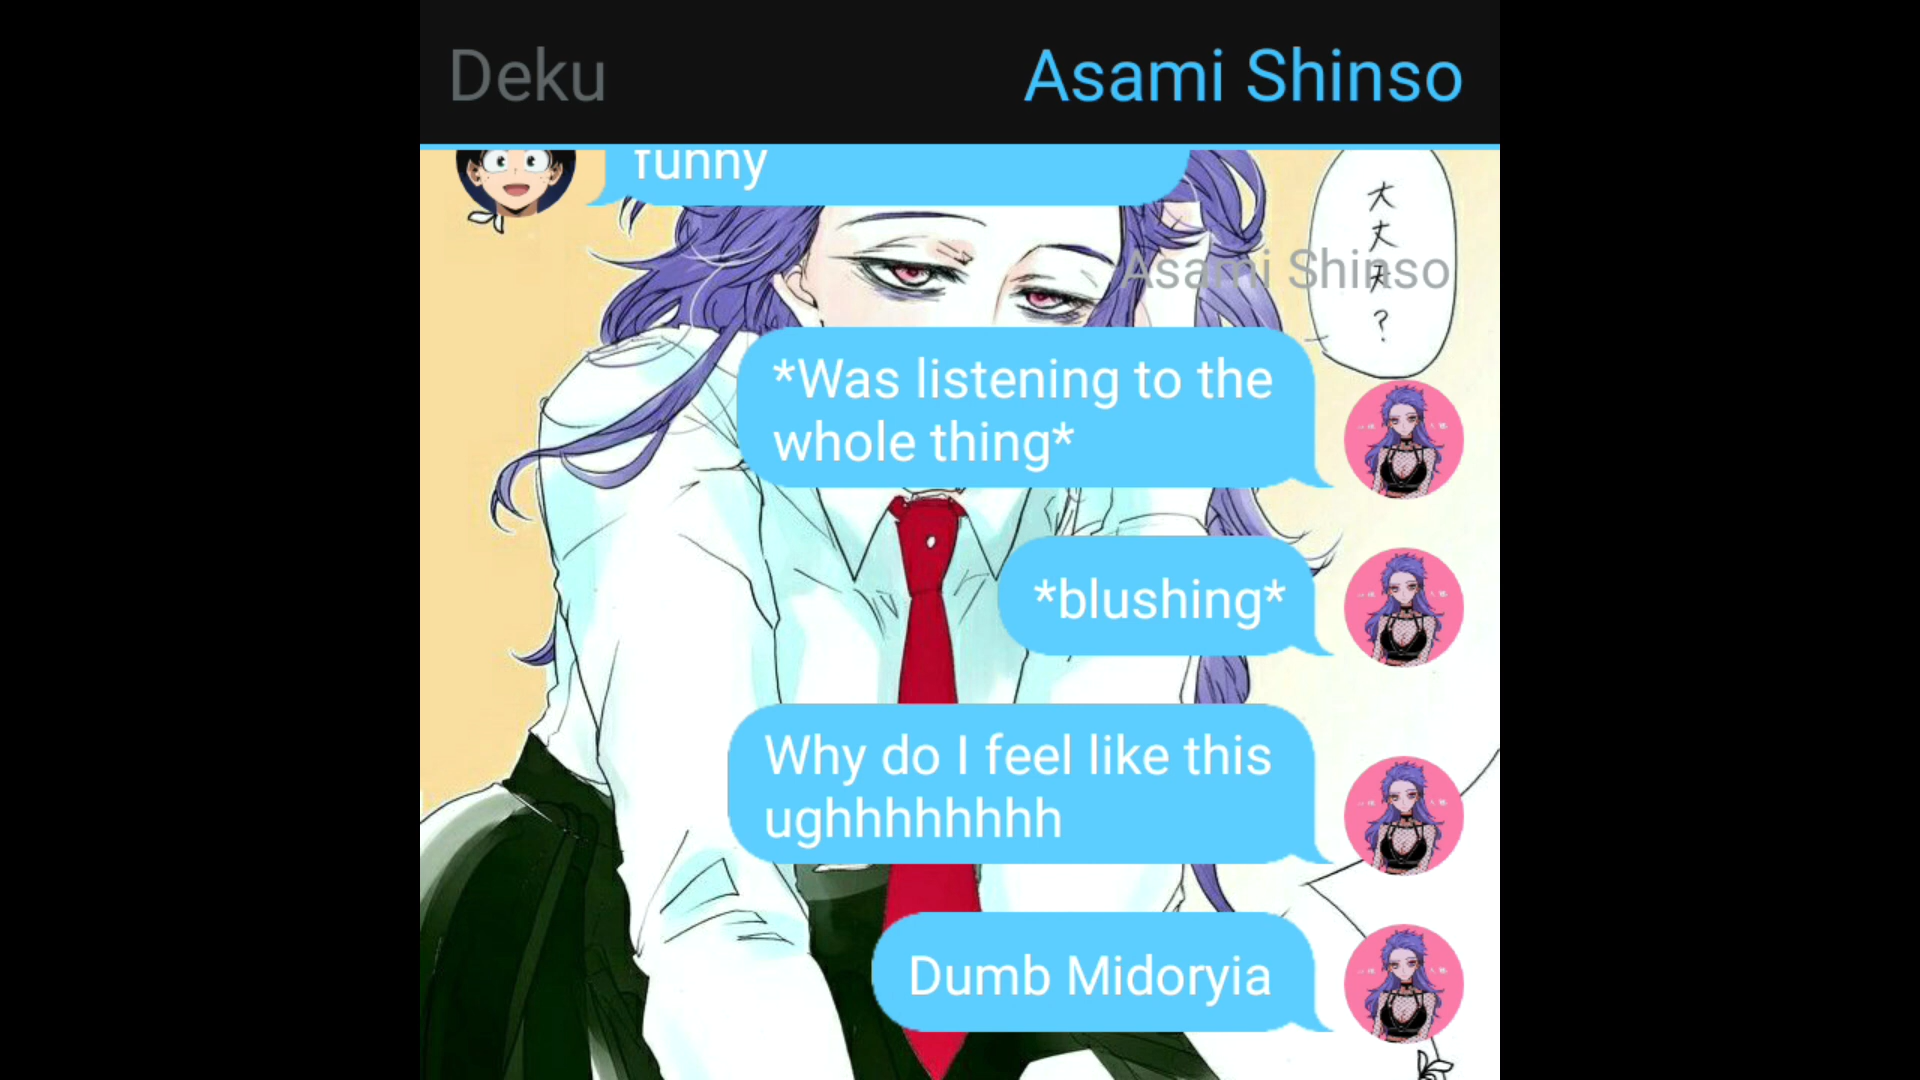 Deku
Asami Shinso
funny
大丈夫?
Asami Shinso
*Was listening to the
whole thing*
*blushing*
Why do I feel like this
ughhhhhhhhh
Dumb Midoryia